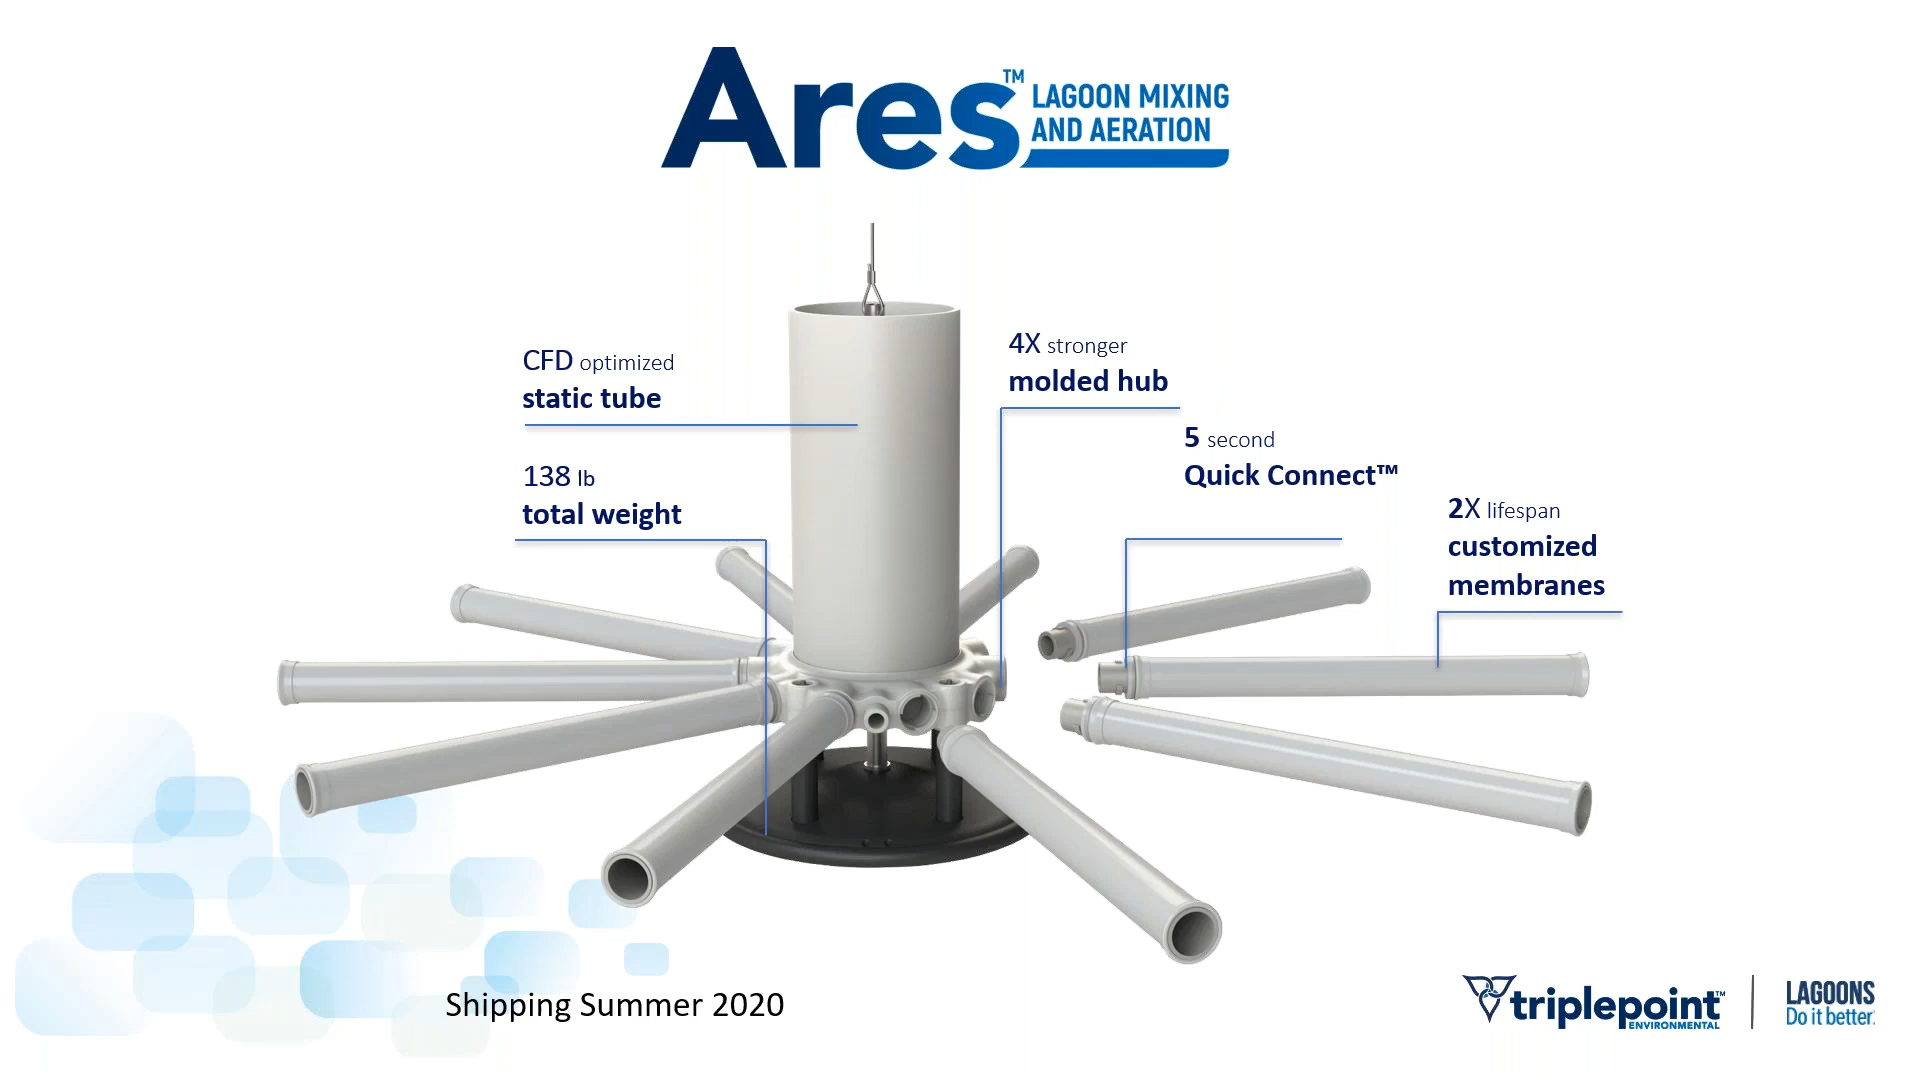 Ares™
LAGOON MIXING
AND AERATION
CFD optimized
static tube
138 lb
total weight
4X stronger
molded hub
5 second
Quick Connect™
2X lifespan
customized
membranes
Shipping Summer 2020
triplepoint™
ENVIRONMENTAL
LAGOONS
Do it better.